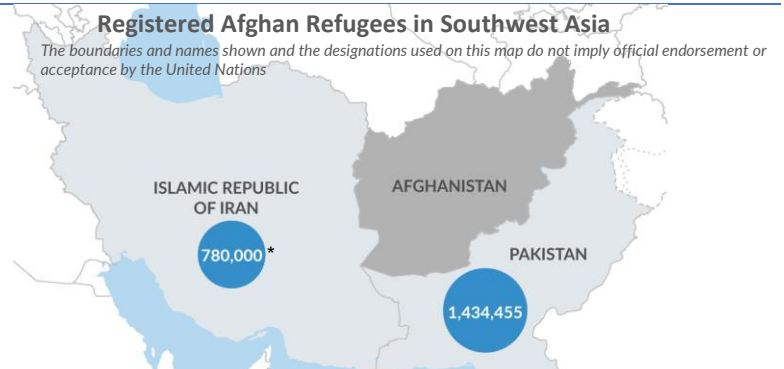 Registered Afghan Refugees in Southwest Asia
The boundaries and names shown and the designations used on this map do not imply official endorsement or
acceptance by the United Nations
ISLAMIC REPUBLIC
OF IRAN
780,000 *
AFGHANISTAN
PAKISTAN
1,434,455